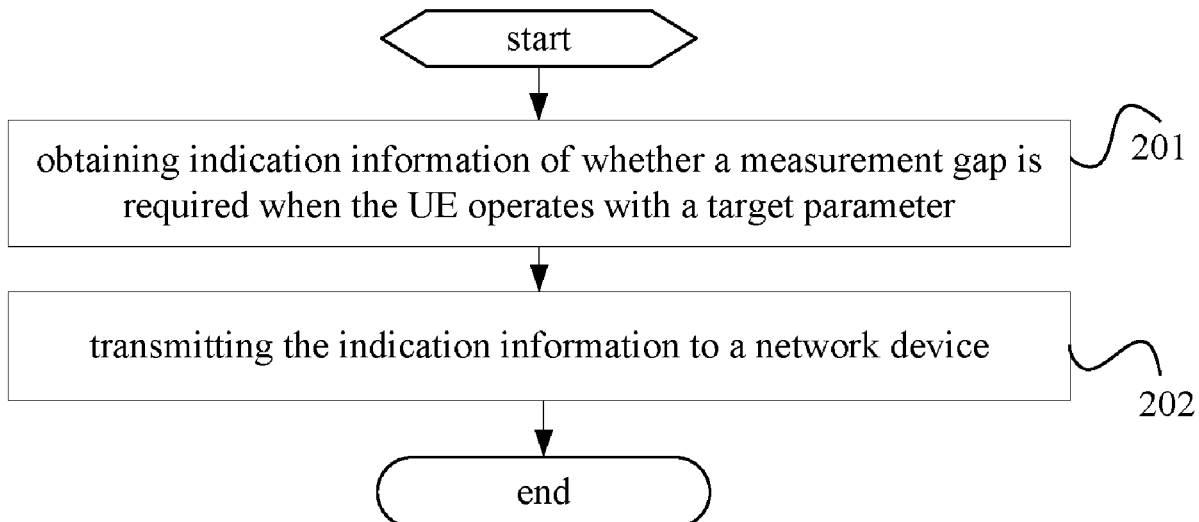 start
obtaining indication information of whether a measurement gap is
required when the UE operates with a target parameter
201
transmitting the indication information to a network device
202
end